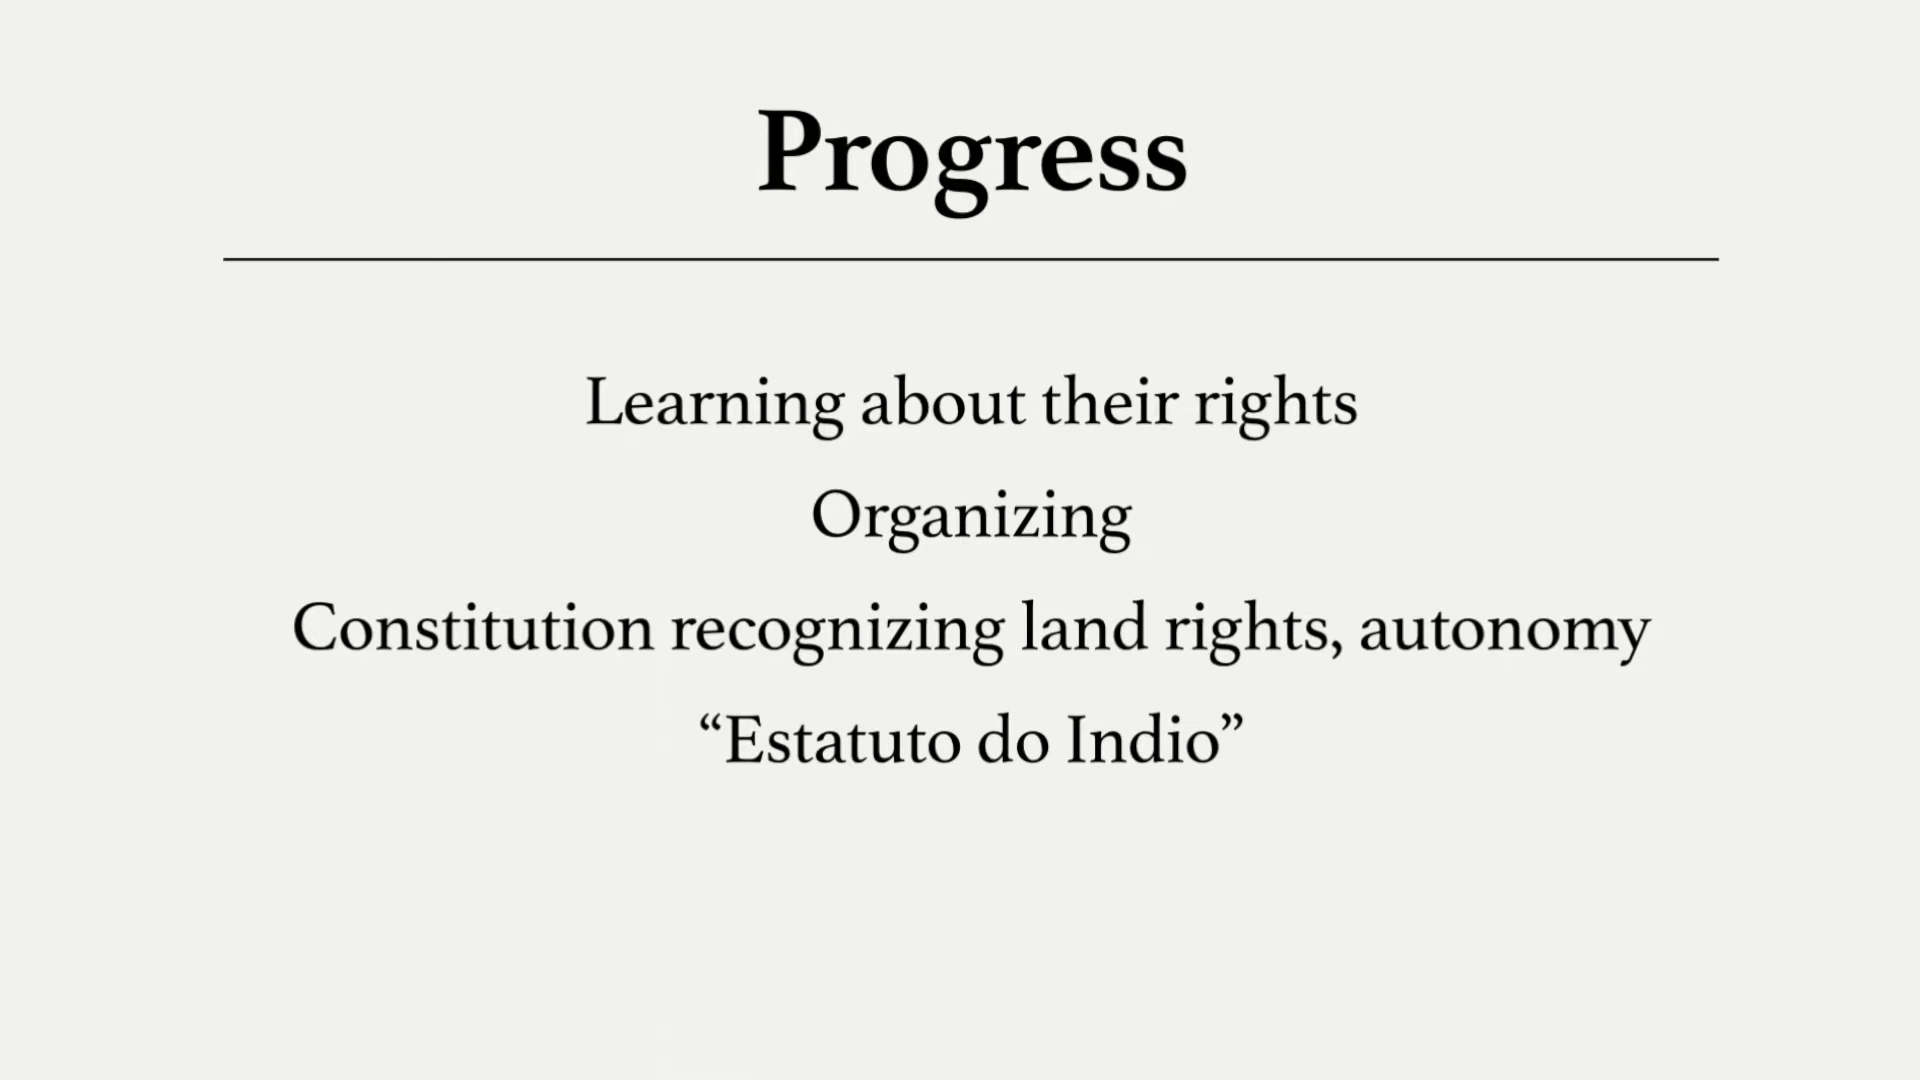 Progress
Learning about their rights
Organizing
Constitution recognizing land rights, autonomy
“Estatuto do Indio”